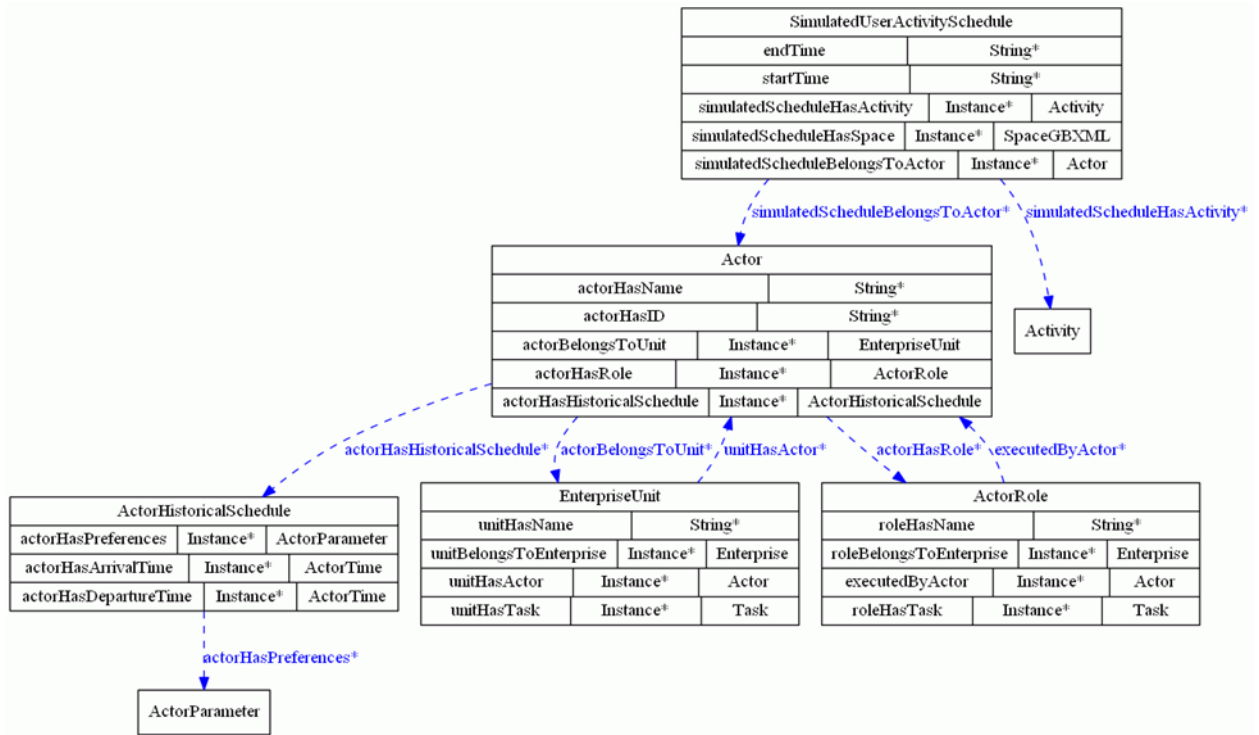 SimulatedUserActivitySchedule
endTime String*
startTime String*
simulatedScheduleHasActivity Instance* Activity
simulatedScheduleHasSpace Instance* SpaceGBXML
simulatedScheduleBelongsToActor Instance* Actor
simulatedScheduleBelongsToActor* simulatedScheduleHasActivity*
Actor
actorHasName String*
actorHasID String*
actorBelongsToUnit Instance* EnterpriseUnit
actorHasRole Instance* ActorRole
actorHasHistoricalSchedule Instance* ActorHistoricalSchedule
Activity
actorHasHistoricalSchedule* actorBelongsToUnit* unitHasActor* actorHasRole* executedByActor*
ActorHistoricalSchedule
actorHasPreferences Instance* ActorParameter
actorHasArrivalTime Instance* ActorTime
actorHasDepartureTime Instance* ActorTime
EnterpriseUnit
unitHasName String*
unitBelongsToEnterprise Instance* Enterprise
unitHasActor Instance* Actor
unitHasTask Instance* Task
ActorRole
roleHasName String*
roleBelongsToEnterprise Instance* Enterprise
executedByActor Instance* Actor
roleHasTask Instance* Task
actorHasPreferences*
ActorParameter